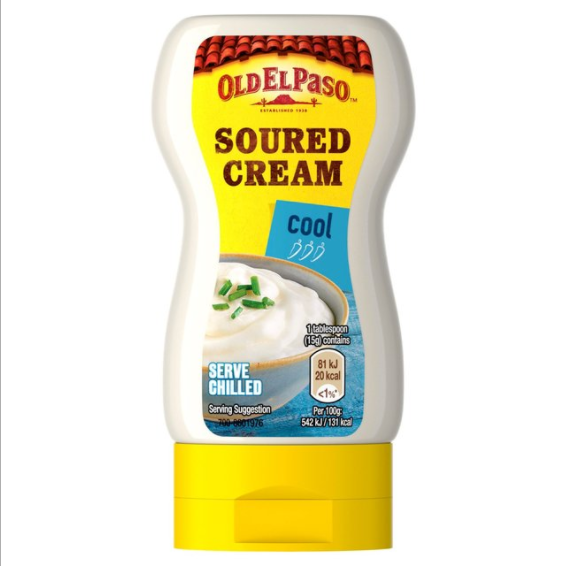 OLD EL PASO™
ESTABLISHED 1938
SOURED
CREAM
cool
1 tablespoon
(15g) contains
81 kJ
20 kcal
<1%*
SERVE
CHILLED
Serving Suggestion
Per 100g:
542 kJ / 131 kcal